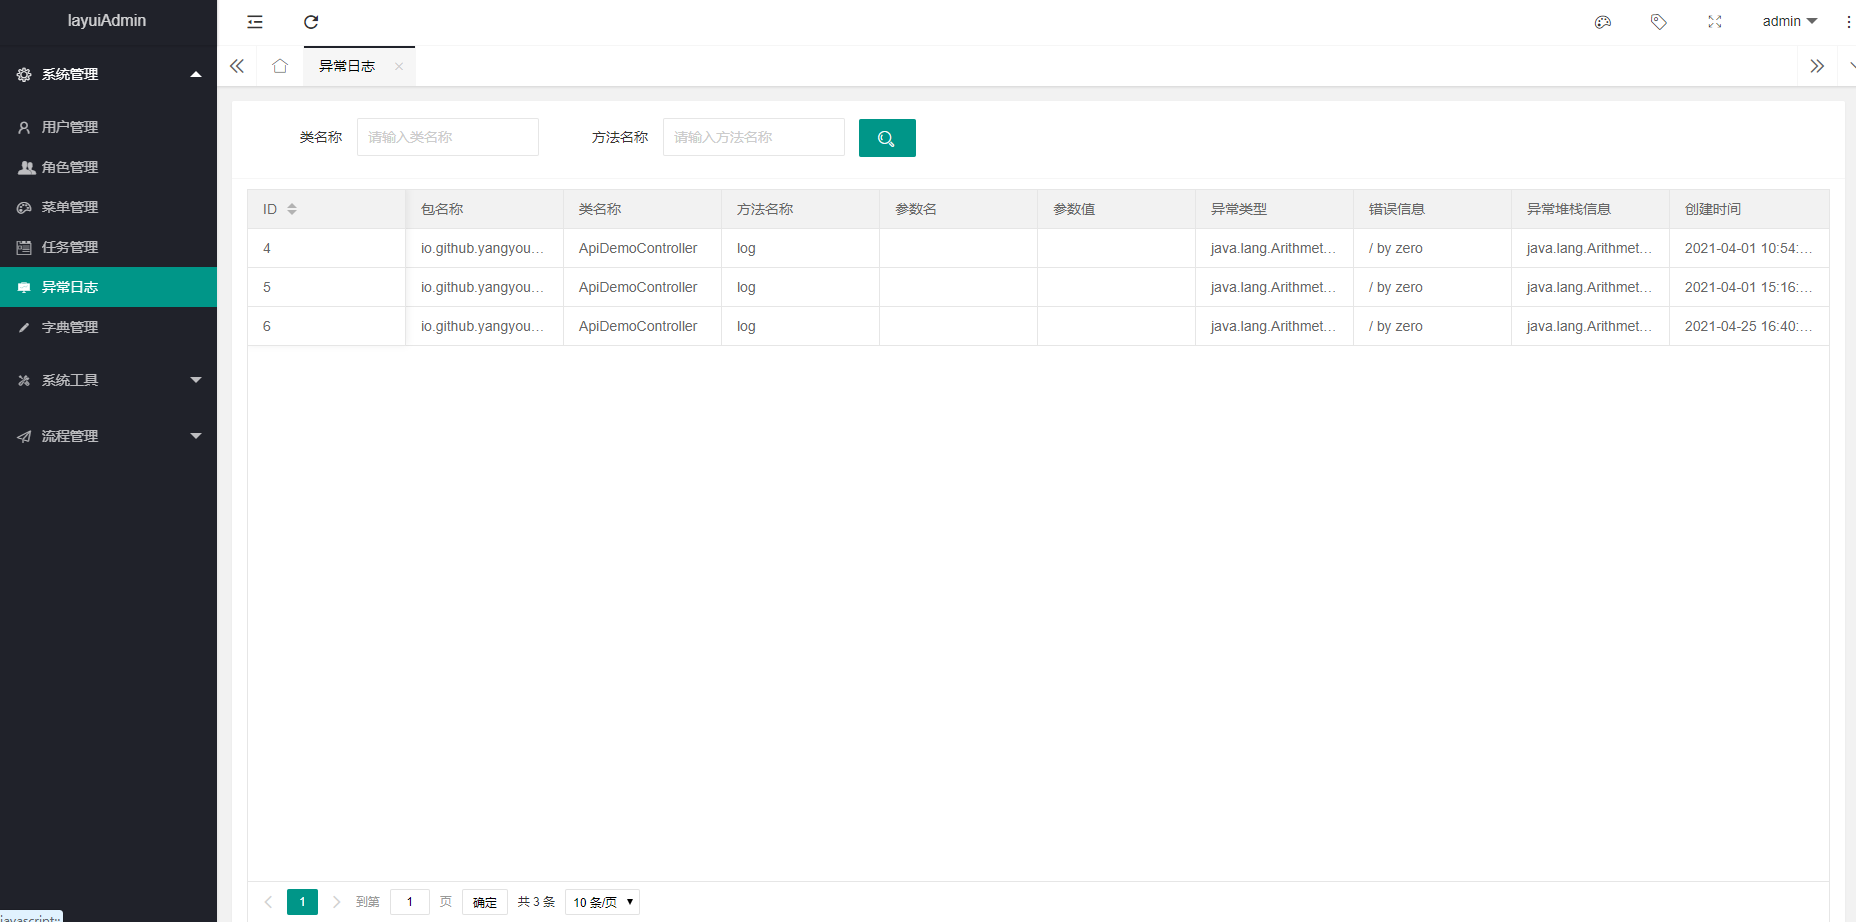 layuiAdmin
系统管理
用户管理
角色管理
菜单管理
任务管理
异常日志
字典管理
系统工具
流程管理
admin
异常日志
类名称 请输入类名称 方法名称 请输入方法名称
ID 包名称 类名称 方法名称 参数名 参数值 异常类型 错误信息 异常堆栈信息 创建时间
4 io.github.yangyou... ApiDemoController log java.lang.Arithmet... / by zero java.lang.Arithmet... 2021-04-01 10:54:...
5 io.github.yangyou... ApiDemoController log java.lang.Arithmet... / by zero java.lang.Arithmet... 2021-04-01 15:16:...
6 io.github.yangyou... ApiDemoController log java.lang.Arithmet... / by zero java.lang.Arithmet... 2021-04-25 16:40:...
1 到第 1 页 确定 共 3 条 10 条/页
javascript:;